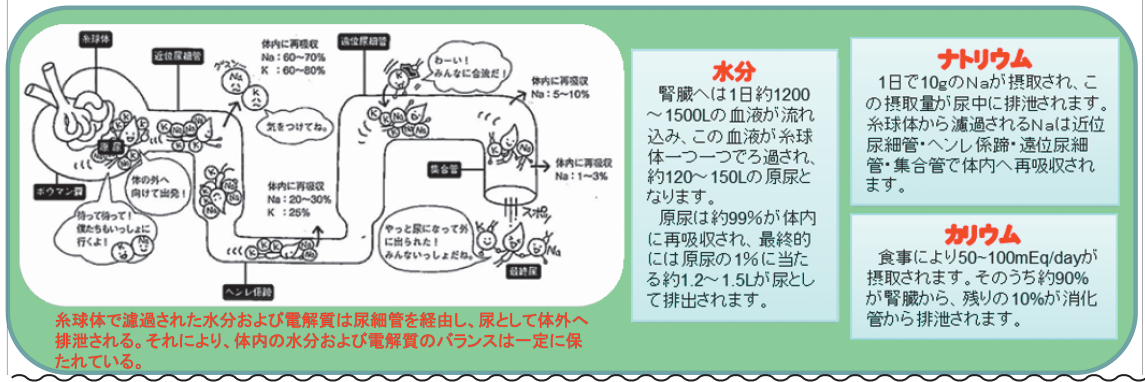 糸球体
近位尿細管
グスン…
Na
K
体内に再吸収
Na：60～70%
K ：60～80%
気をつけてね。
原尿
ボウマン嚢
体の外へ
向けて出発！
待って待って！
僕たちもいっしょに
行くよ！
体内に再吸収
Na：20～30%
K ：25%
ヘンレ係蹄
遠位尿細管
わーい！
みんなに合流だ！
体内に再吸収
Na：5～10%
集合管
体内に再吸収
Na：1～3%
スポッ
やっと尿になって外
に出られた！
みんないっしょだね。
K
Na
最終尿
糸球体で濾過された水分および電解質は尿細管を経由し、尿として体外へ
排泄される。それにより、体内の水分および電解質のバランスは一定に保
たれている。
水分
腎臓へは1日約1200
～1500Lの血液が流れ
込み、この血液が糸球
体一つ一つでろ過され、
約120～150Lの原尿と
なります。
原尿は約99%が体内
に再吸収され、最終的
には原尿の1%に当た
る約1.2～1.5Lが尿とし
て排出されます。
ナトリウム
1日で10gのNaが摂取され、こ
の摂取量が尿中に排泄されます。
糸球体から濾過されるNaは近位
尿細管・ヘンレ係蹄・遠位尿細
管・集合管で体内へ再吸収され
ます。
カリウム
食事により50~100mEq/dayが
摂取されます。そのうち約90%
が腎臓から、残りの10%が消化
管から排泄されます。